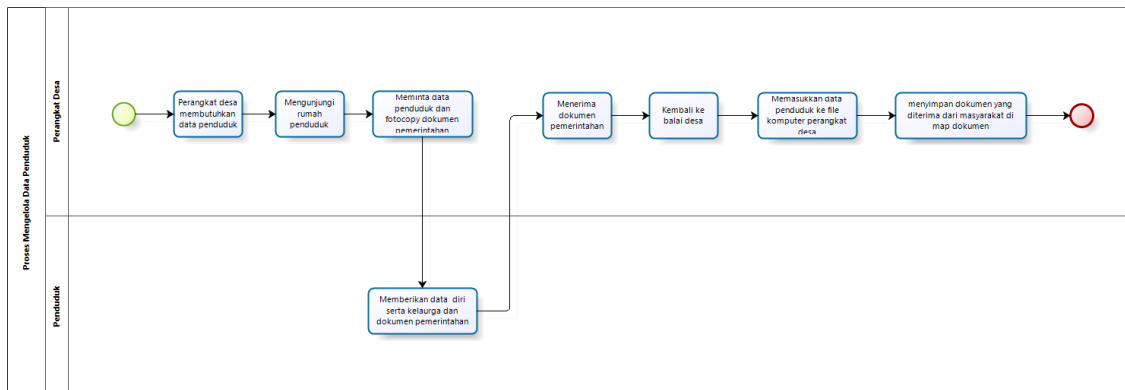 Proses Mengelola Data Penduduk
Perangkat Desa
Perangkat desa
membutuhkan
data penduduk
Mengunjungi
rumah
penduduk
Meminta data
penduduk dan
fotocopy dokumen
pemerintahan
Menerima
dokumen
pemerintahan
Kembali ke
balai desa
Memasukkan data
penduduk ke file
komputer perangkat
desa
menyimpan dokumen yang
diterima dari masyarakat di
map dokumen
Penduduk
Memberikan data diri
serta kelaurga dan
dokumen pemerintahan